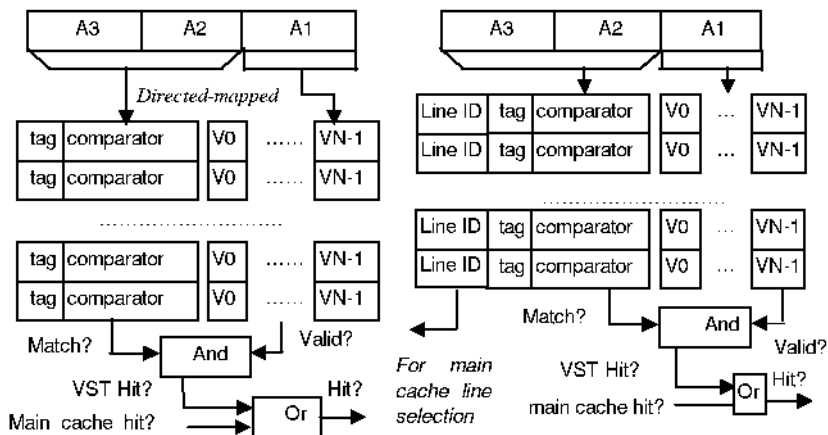 A3 A2 A1
Directed-mapped
tag comparator V0 ...... VN-1
tag comparator V0 ...... VN-1
tag comparator V0 ...... VN-1
tag comparator V0 ...... VN-1
Match?
Valid?
And
VST Hit?
Hit?
Main cache hit?
Or
A3 A2 A1
Line ID tag comparator V0 ... VN-1
Line ID tag comparator V0 ... VN-1
Line ID tag comparator V0 ... VN-1
Line ID tag comparator V0 ... VN-1
Match?
And
Valid?
For main
cache line
selection
VST Hit?
Hit?
main cache hit?
Or